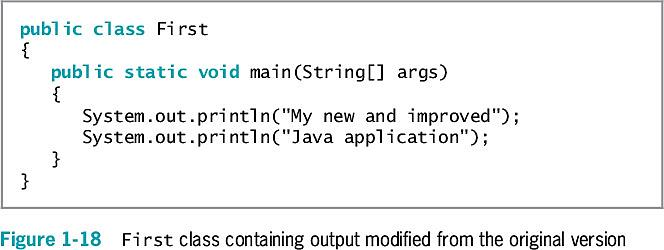 public class First
{
   public static void main(String[] args)
   {
      System.out.println("My new and improved");
      System.out.println("Java application");
   }
}
Figure 1-18 First class containing output modified from the original version